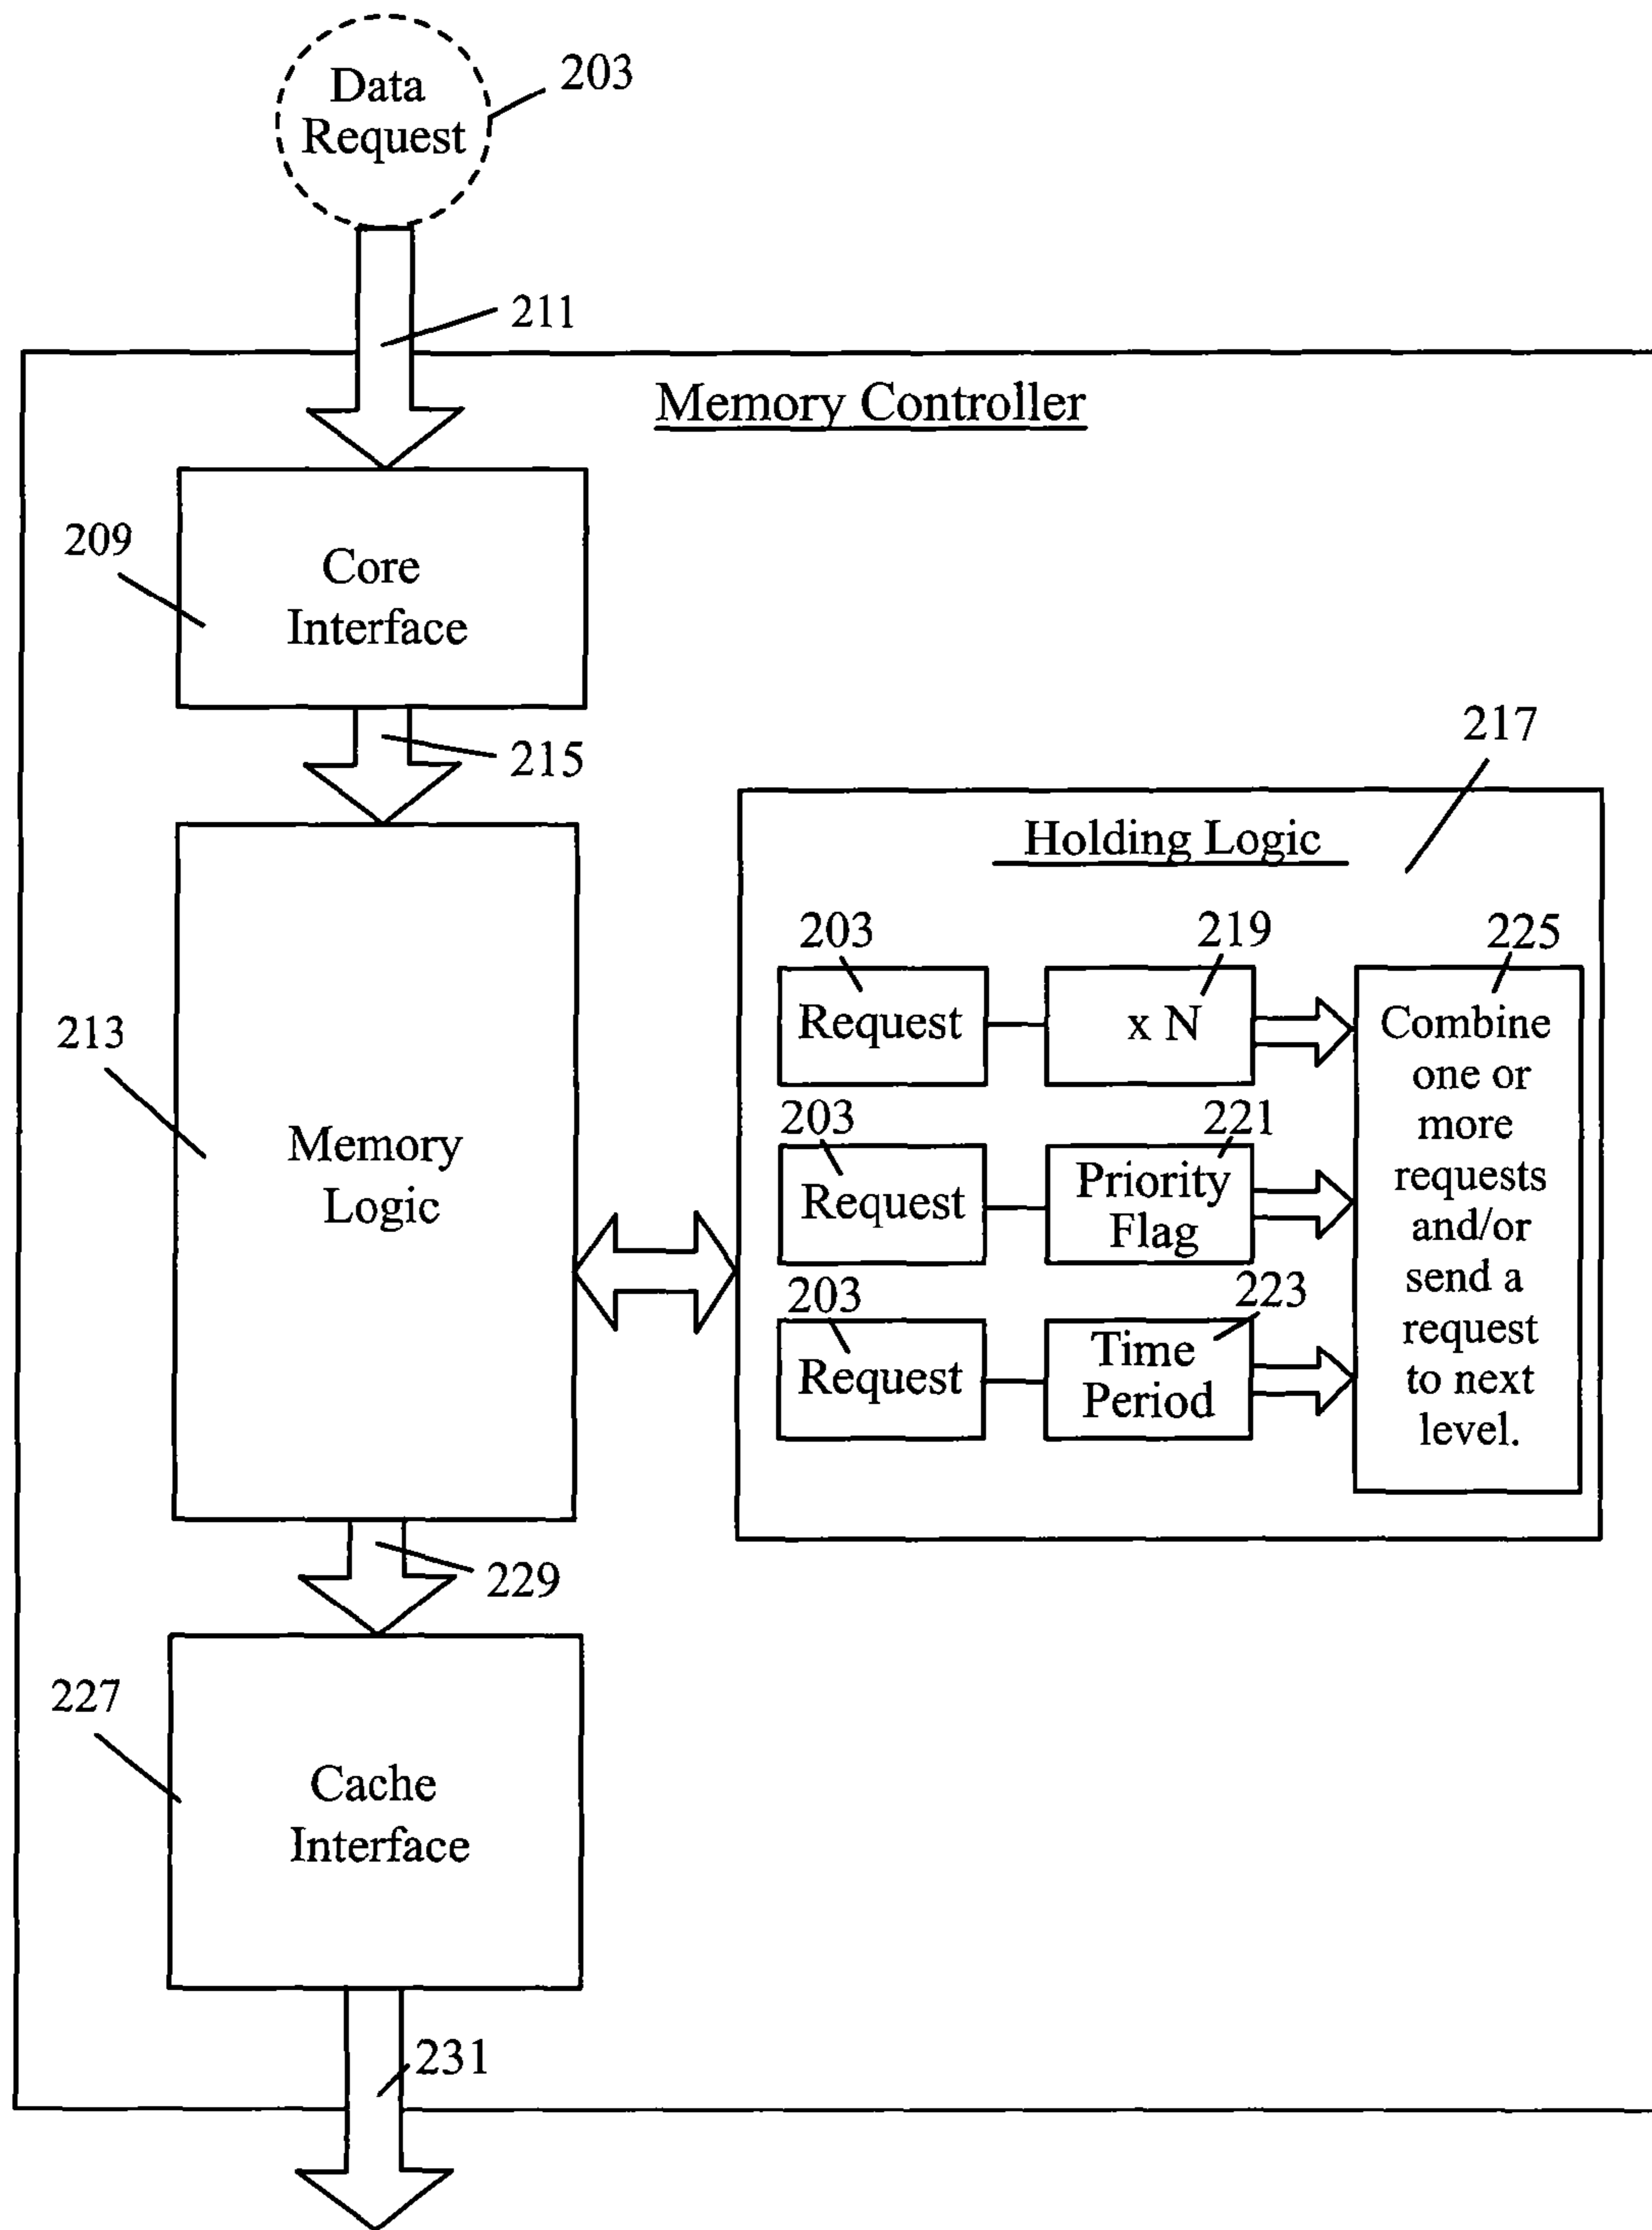 Data
Request
203
211
Memory Controller
209
Core
Interface
215
217
Holding Logic
203
219
225
Request
x N
Combine
one or
more
requests
and/or
send a
request
to next
level.
213
Memory
Logic
203
221
Request
Priority
Flag
203
223
Request
Time
Period
229
227
Cache
Interface
231